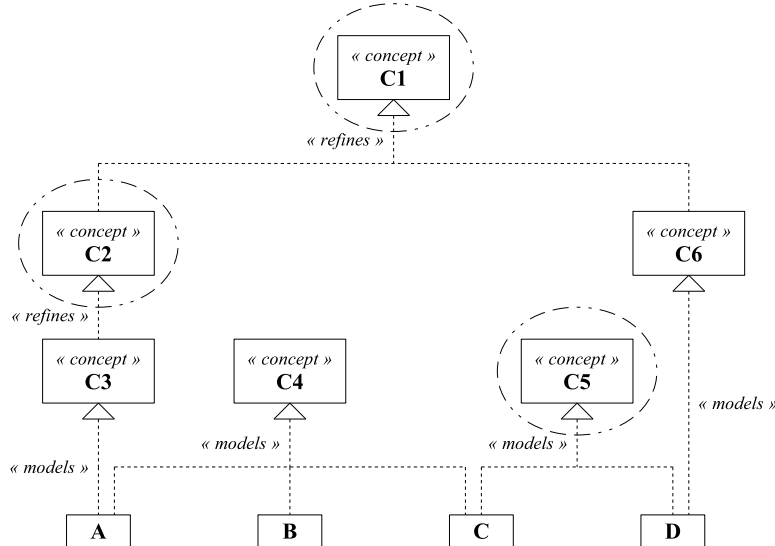 « concept »
C1
« refines »
« concept »
C2
« concept »
C6
« refines »
« concept »
C3
« concept »
C4
« concept »
C5
« models »
« models »
« models »
« models »
A
B
C
D